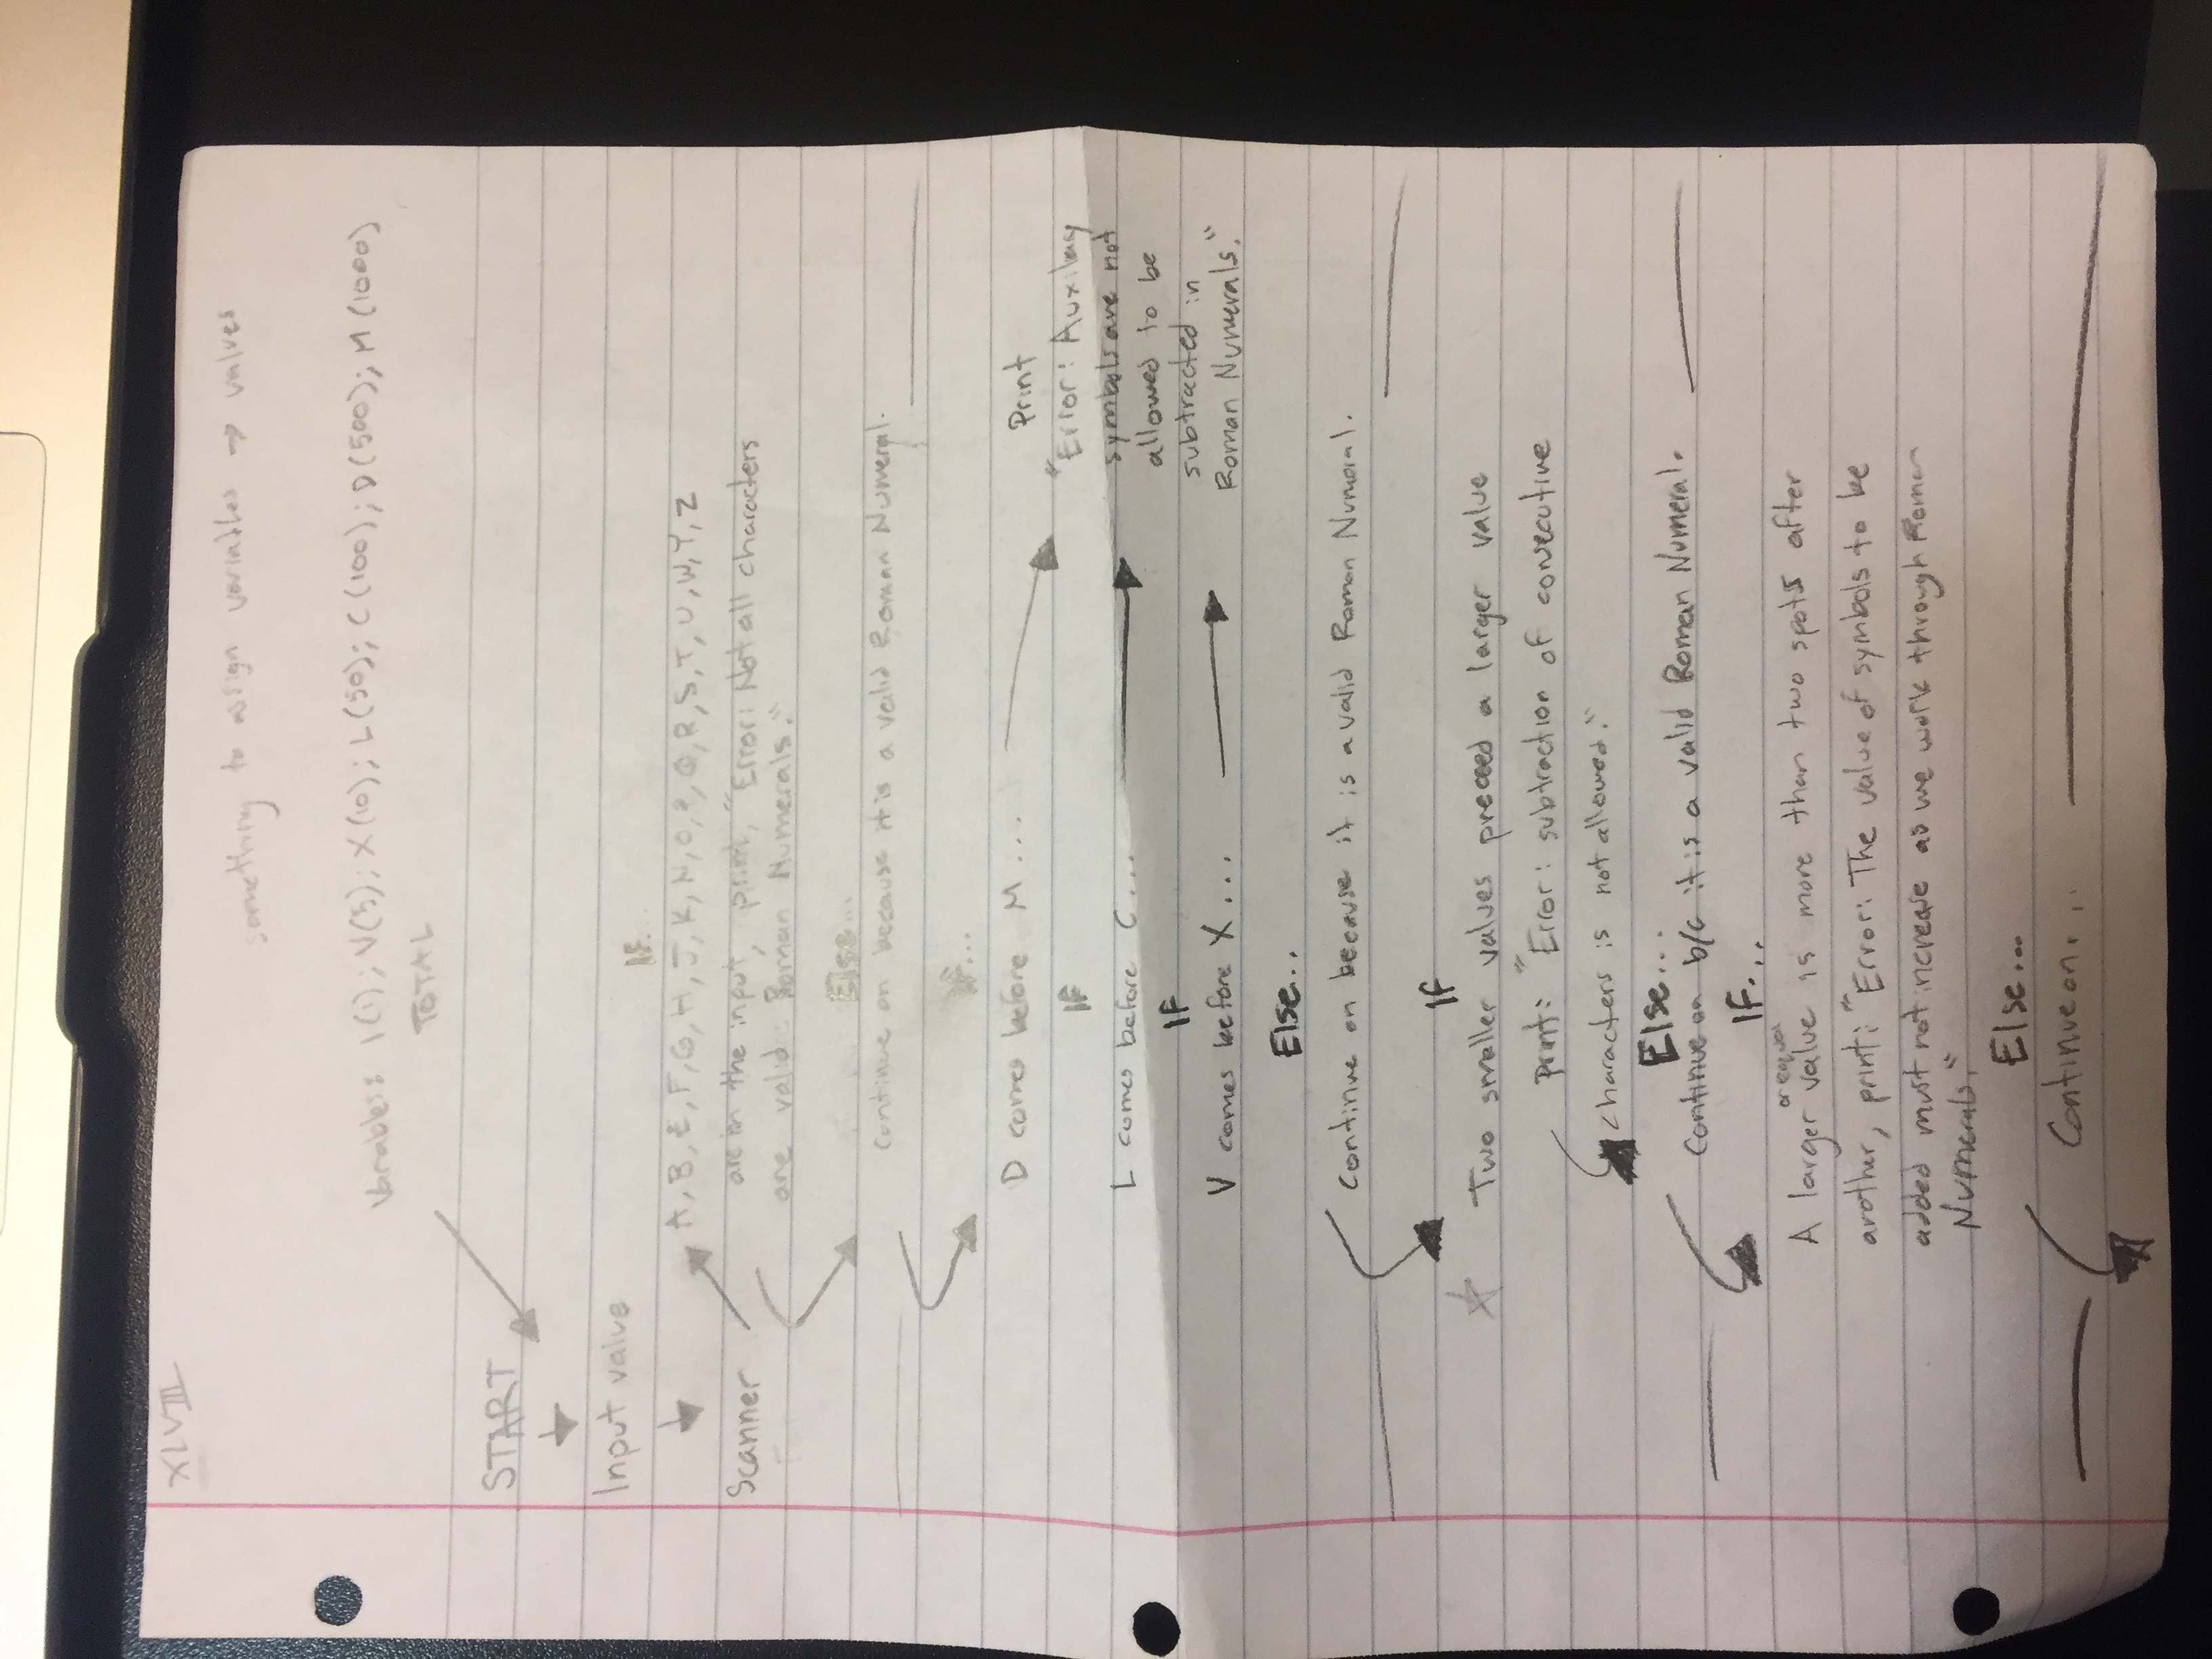 XLVIII
something to assign variables → values
Variables: I(1); V(5); X(10); L(50); C(100); D(500); M(1000)
TOTAL
START
Input value
IF...
A, B, E, F, G, H, J, K, N, O, P, Q, R, S, T, U, W, Y, Z
Scanner
are in the input, print, "Error: Not all characters
are valid Roman Numerals."
Else...
continue on because it is a valid Roman Numeral.
IF...
D comes before M...
Print
"Error: Auxilary
IF
L comes before C...
symbols are not
allowed to be
IF
subtracted in
V comes before X...
Roman Numerals."
Else...
Continue on because it is a valid Roman Numeral.
IF
Two smaller values preceed a larger value
print: "Error: subtraction of consecutive
characters is not allowed."
Else...
Continue on b/c it is a valid Roman Numeral.
IF...
or equal
A larger value is more than two spots after
another, print: "Error: The value of symbols to be
added must not increase as we work through Roman
Numerals."
Else...
Continue on...